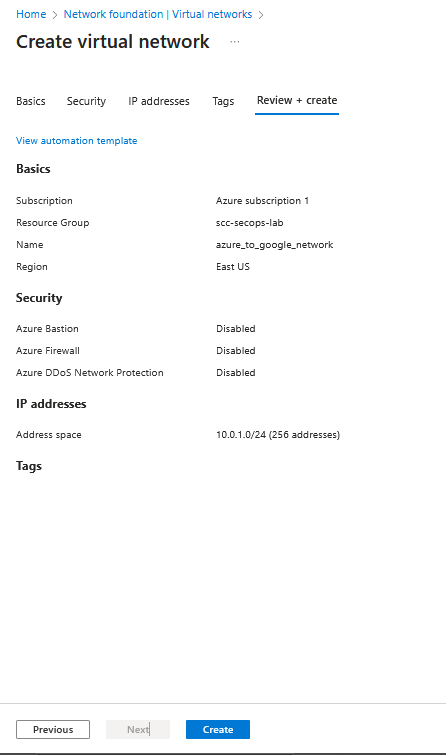 Home > Network foundation | Virtual networks >
Create virtual network ...
Basics Security IP addresses Tags Review + create
View automation template
Basics
Subscription Azure subscription 1
Resource Group scc-secops-lab
Name azure_to_google_network
Region East US
Security
Azure Bastion Disabled
Azure Firewall Disabled
Azure DDoS Network Protection Disabled
IP addresses
Address space 10.0.1.0/24 (256 addresses)
Tags
Previous Next Create